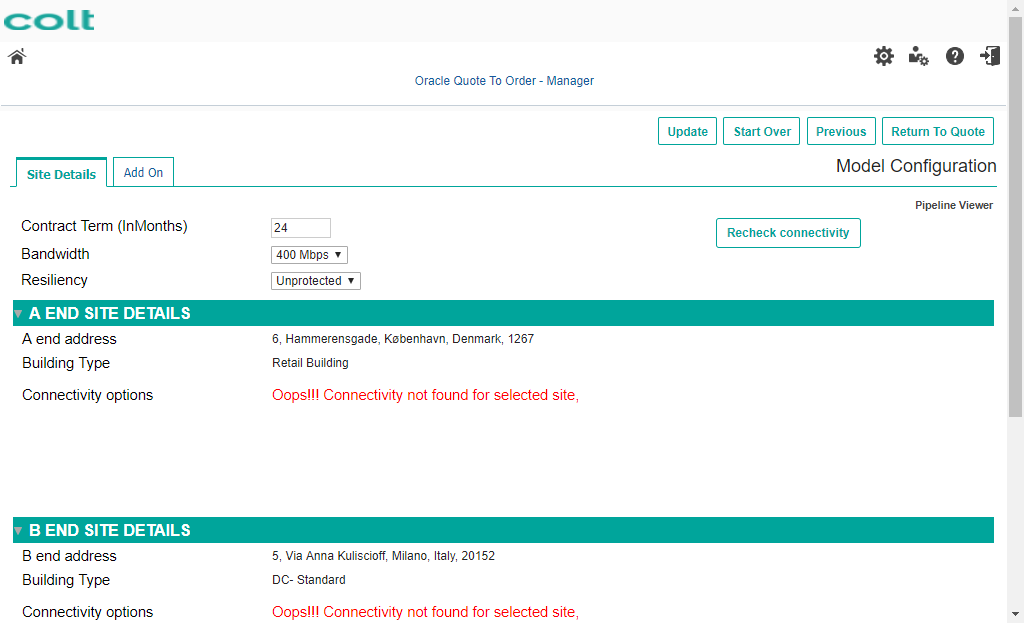 colt
Oracle Quote To Order - Manager
Update Start Over Previous Return To Quote
Site Details Add On Model Configuration
Pipeline Viewer
Contract Term (InMonths) 24 Recheck connectivity
Bandwidth 400 Mbps
Resiliency Unprotected
A END SITE DETAILS
A end address 6, Hammerensgade, København, Denmark, 1267
Building Type Retail Building
Connectivity options Oops!!! Connectivity not found for selected site,
B END SITE DETAILS
B end address 5, Via Anna Kuliscioff, Milano, Italy, 20152
Building Type DC- Standard
Connectivity options Oops!!! Connectivity not found for selected site,